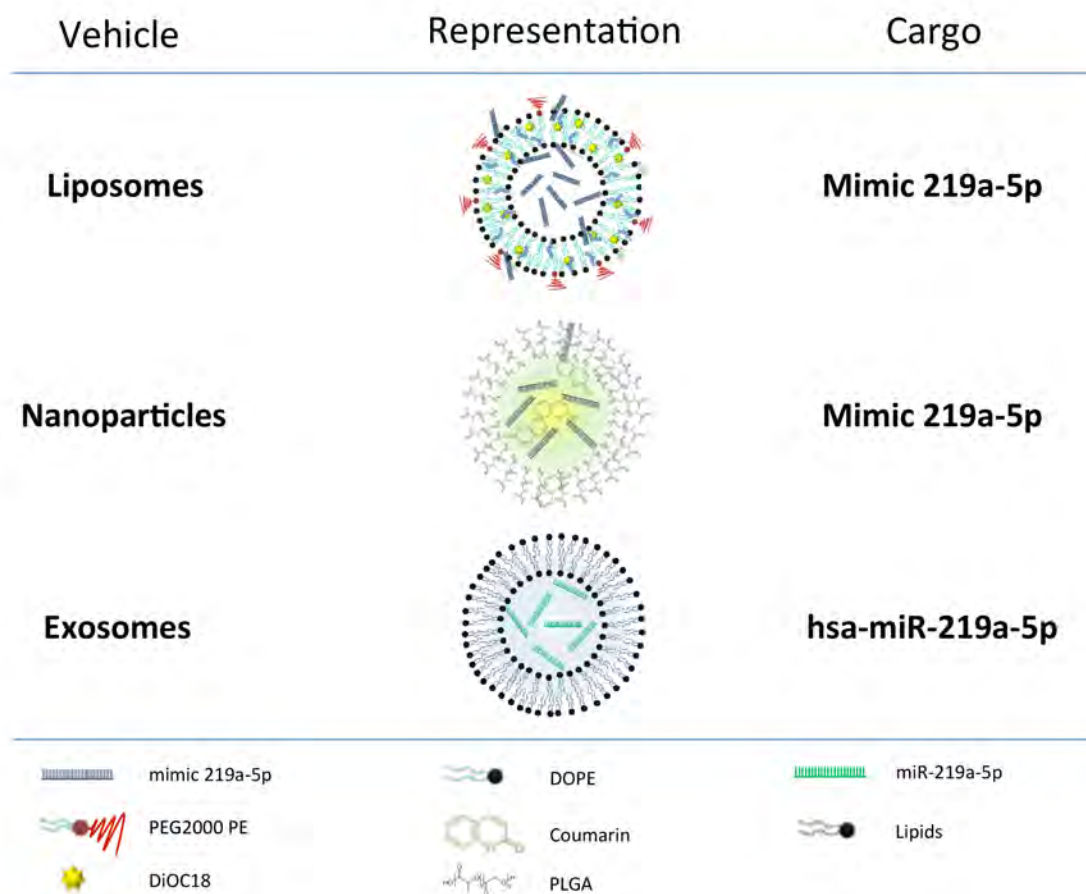 Vehicle Representation Cargo
Liposomes Mimic 219a-5p
Nanoparticles Mimic 219a-5p
Exosomes hsa-miR-219a-5p
mimic 219a-5p DOPE miR-219a-5p
PEG2000 PE Coumarin Lipids
DiOC18 PLGA